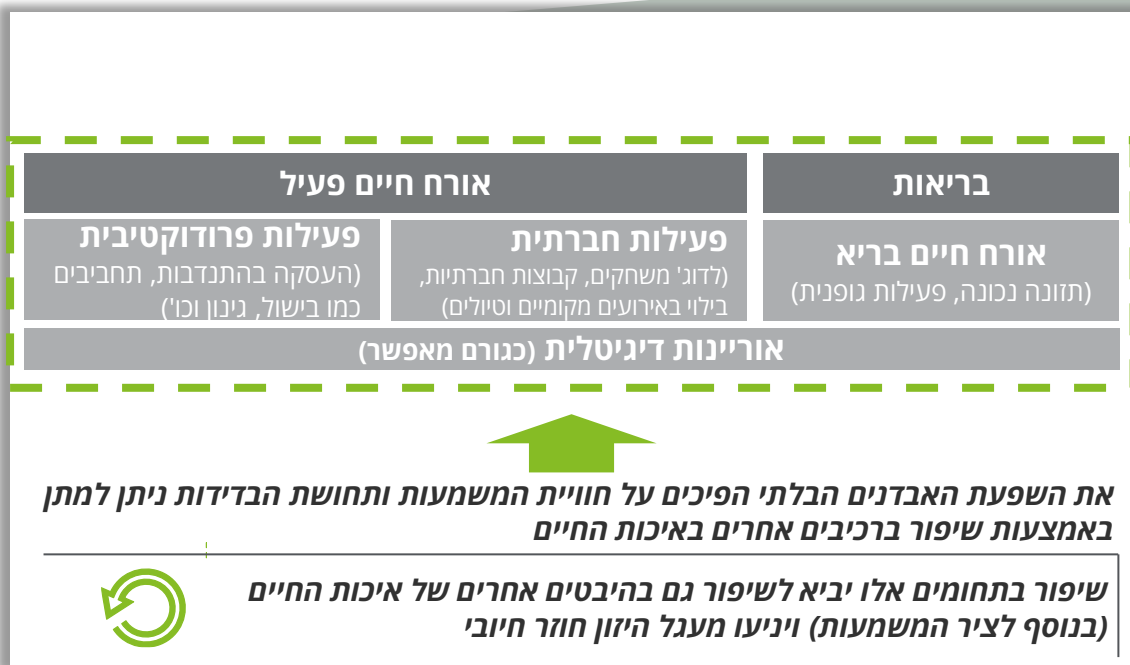 בריאות
אורח חיים פעיל
אורח חיים בריא
(תזונה נכונה, פעילות גופנית)
פעילות חברתית
(לדוג' משחקים, קבוצות חברתיות,
בילוי באירועים מקומיים וטיולים)
פעילות פרודוקטיבית
(העסקה בהתנדבות, תחביבים
כמו בישול, גינון וכו')
אוריינות דיגיטלית (כגורם מאפשר)
את השפעת האבדנים הבלתי הפיכים על חוויית המשמעות ותחושת הבדידות ניתן למתן
באמצעות שיפור ברכיבים אחרים באיכות החיים
שיפור בתחומים אלו יביא לשיפור גם בהיבטים אחרים של איכות החיים
(בנוסף לציר המשמעות) ויניעו מעגל היזון חוזר חיובי